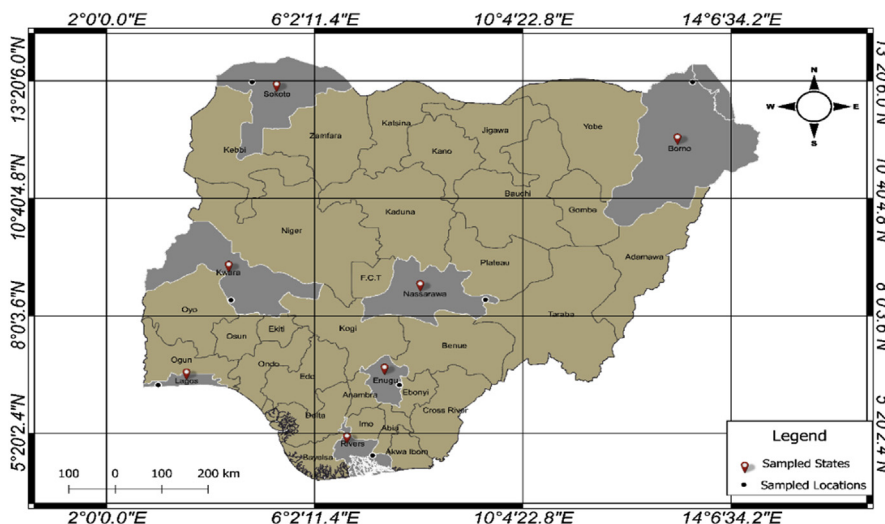 2°0'0.0"E 6°2'11.4"E 10°4'22.8"E 14°6'34.2"E
13°20'6.0"N 13°20'6.0"N
N
W E
S
Sokoto
Katsina
Jigawa
Yobe
Zamfara
Kebbi
Kano
Borno
10°40'4.8"N 10°40'4.8"N
Bauchi
Gombe
Kaduna
Niger
Adamawa
Plateau
Kwara
F.C.T
Nassarawa
8°0'3.6"N 8°0'3.6"N
Oyo
Taraba
Kogi
Ekiti
Osun
Benue
Ogun
Ondo
Edo
Lagos
Enugu
Ebonyi
Anambra
Cross River
Delta
Imo
Abia
5°20'2.4"N 5°20'2.4"N
Rivers
Akwa Ibom
Bayelsa
Legend
Sampled States
Sampled Locations
100 0 100 200 km
2°0'0.0"E 6°2'11.4"E 10°4'22.8"E 14°6'34.2"E